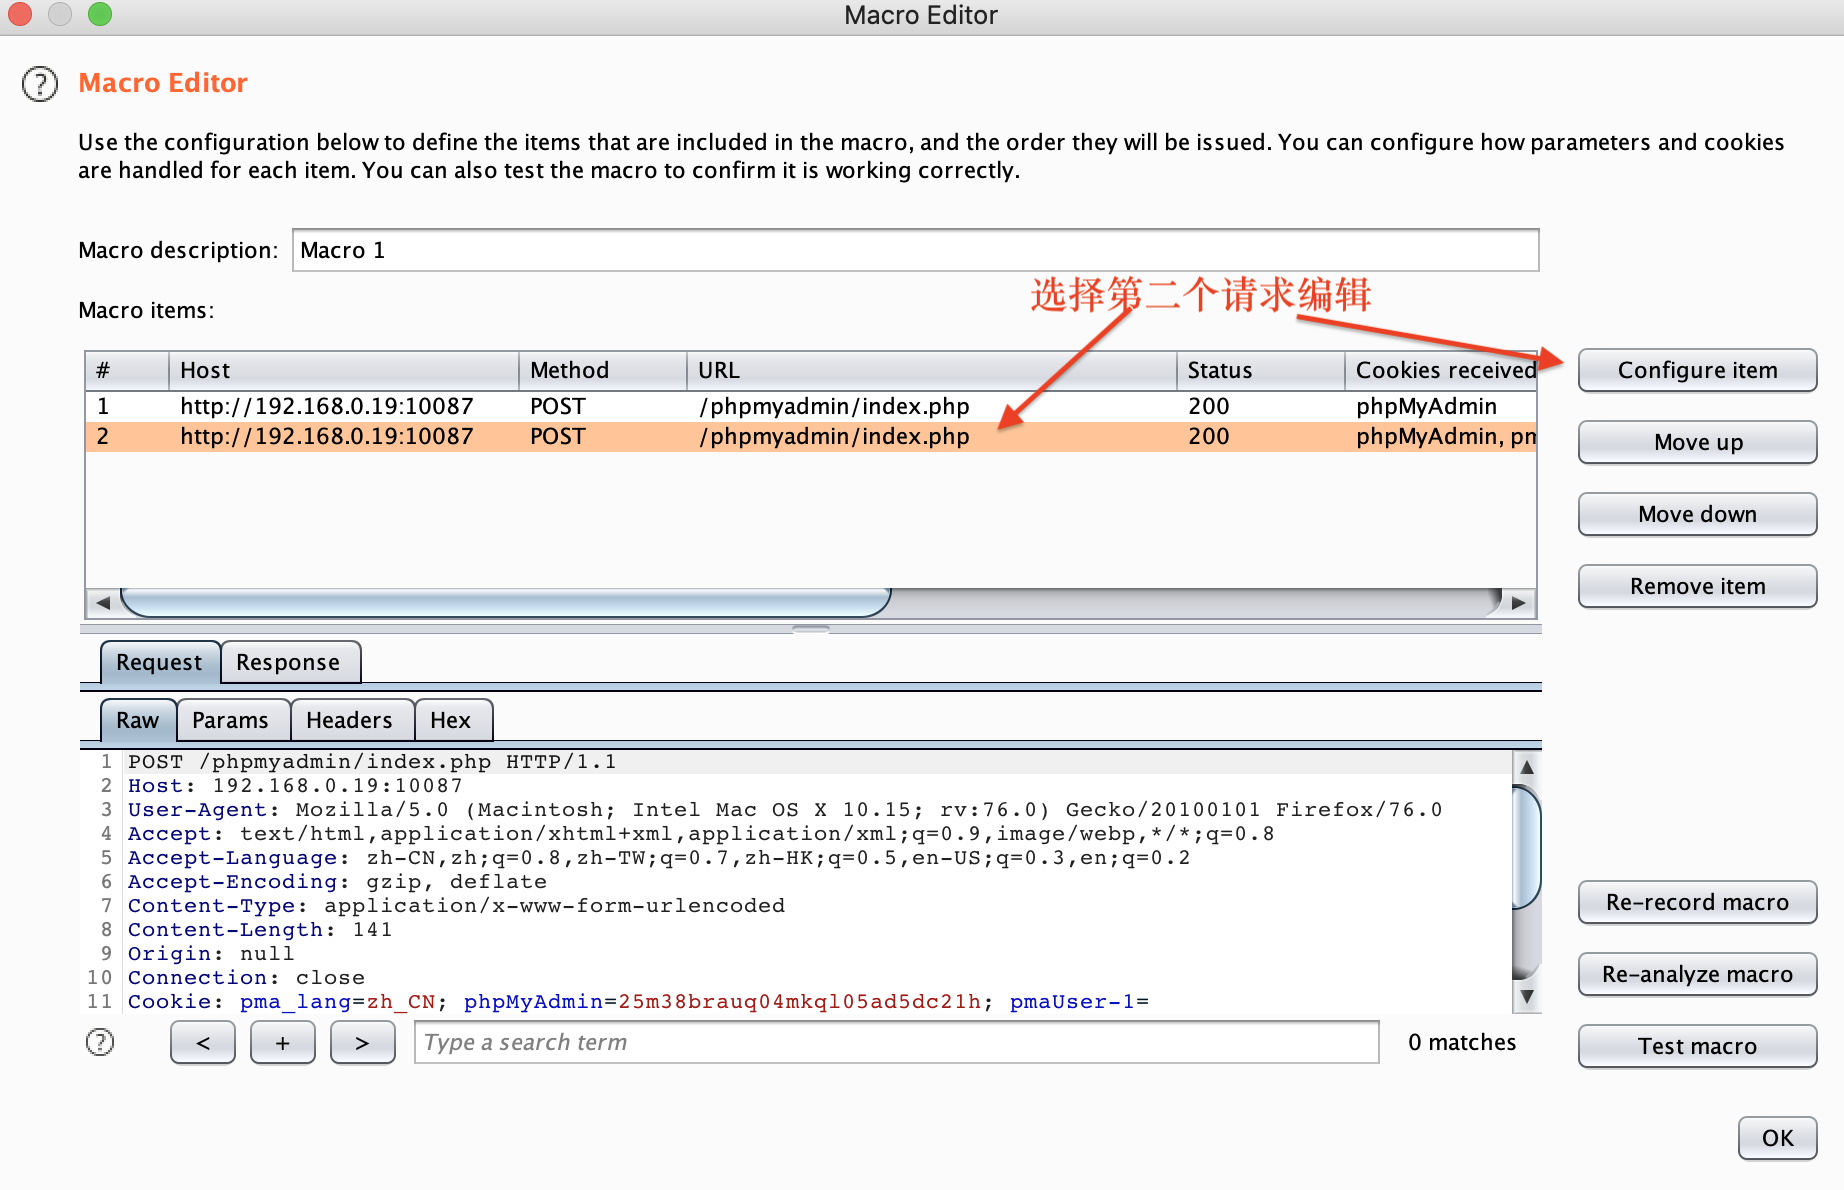 Macro Editor
Macro Editor
Use the configuration below to define the items that are included in the macro, and the order they will be issued. You can configure how parameters and cookies
are handled for each item. You can also test the macro to confirm it is working correctly.
Macro description: Macro 1
选择第二个请求编辑
Macro items:
# Host Method URL Status Cookies received
1 http://192.168.0.19:10087 POST /phpmyadmin/index.php 200 phpMyAdmin
2 http://192.168.0.19:10087 POST /phpmyadmin/index.php 200 phpMyAdmin, pm
Configure item
Move up
Move down
Remove item
Request Response
Raw Params Headers Hex
1 POST /phpmyadmin/index.php HTTP/1.1
2 Host: 192.168.0.19:10087
3 User-Agent: Mozilla/5.0 (Macintosh; Intel Mac OS X 10.15; rv:76.0) Gecko/20100101 Firefox/76.0
4 Accept: text/html,application/xhtml+xml,application/xml;q=0.9,image/webp,*/*;q=0.8
5 Accept-Language: zh-CN,zh;q=0.8,zh-TW;q=0.7,zh-HK;q=0.5,en-US;q=0.3,en;q=0.2
6 Accept-Encoding: gzip, deflate
7 Content-Type: application/x-www-form-urlencoded
8 Content-Length: 141
9 Origin: null
10 Connection: close
11 Cookie: pma_lang=zh_CN; phpMyAdmin=25m38brauq04mkql05ad5dc21h; pmaUser-1=
Re-record macro
Re-analyze macro
Test macro
? < + > Type a search term 0 matches
OK